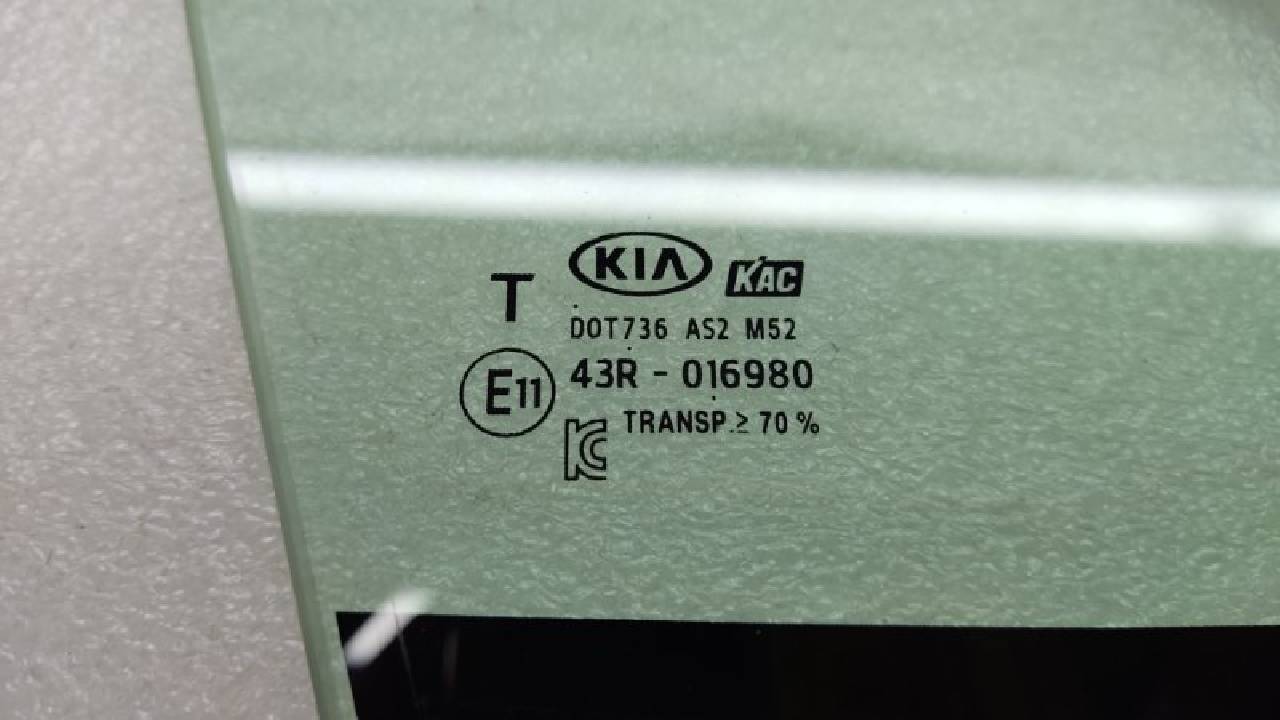 KIA KAC
T
DOT736 AS2 M52
E11 43R - 016980
KC TRANSP.≥ 70 %